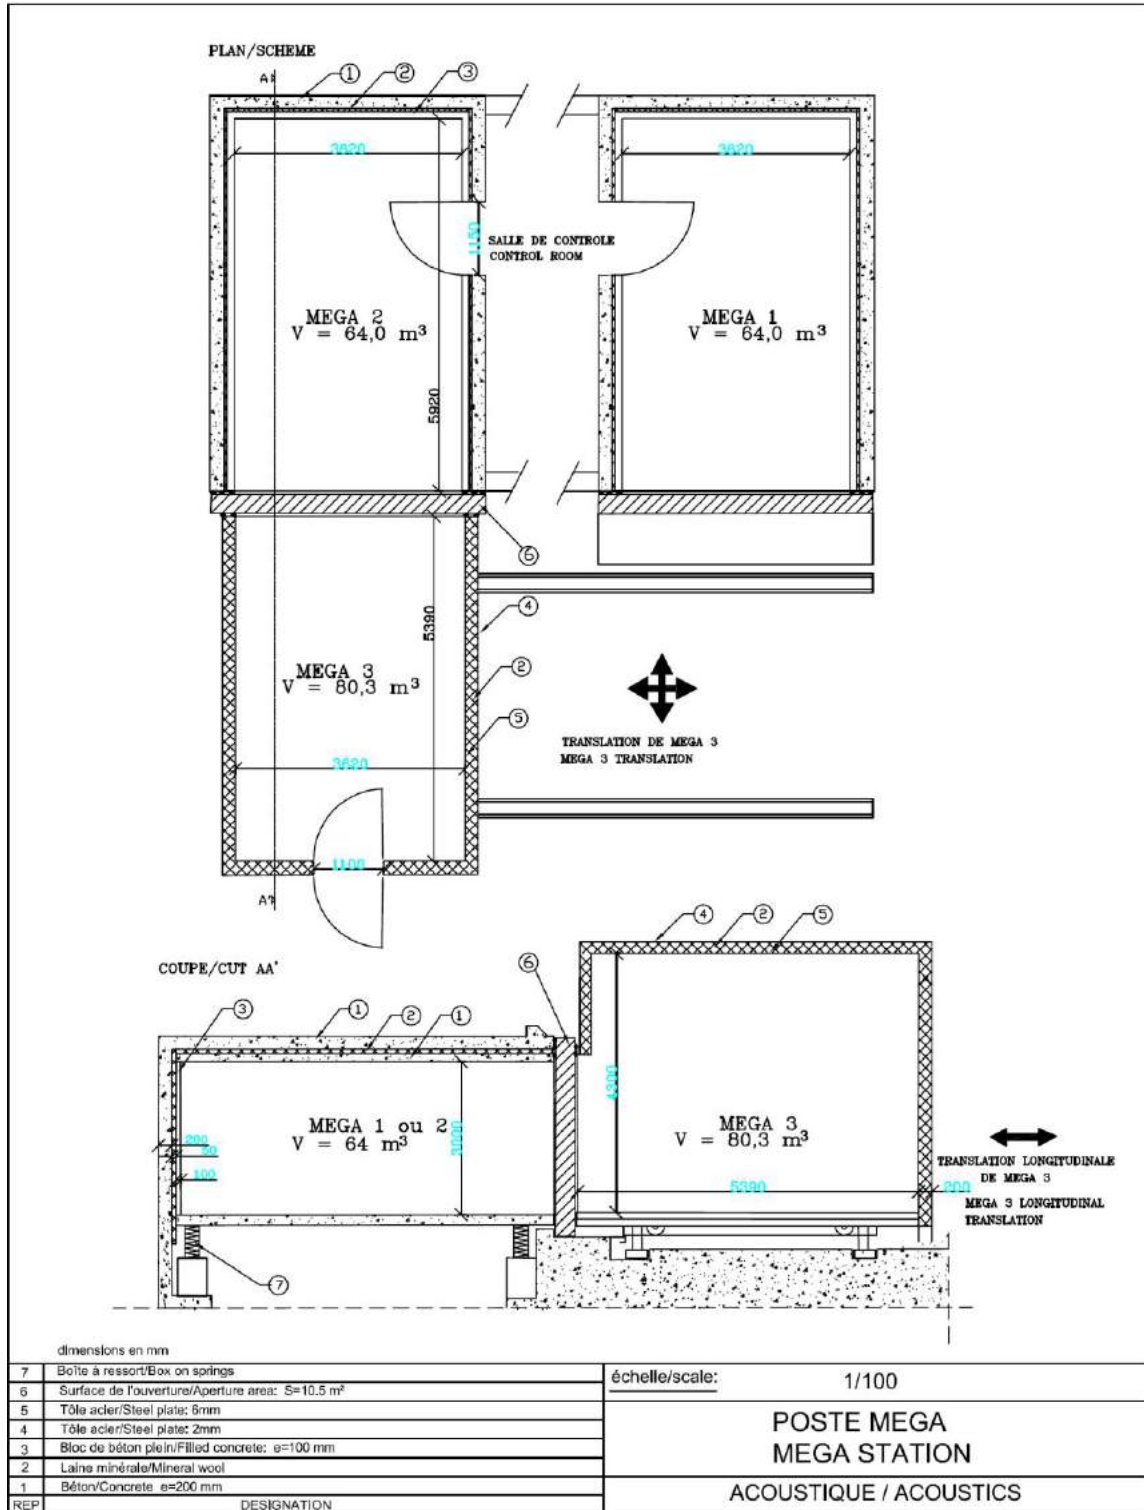 PLAN/SCHEME
A
1
2
3
3620
3620
1150
SALLE DE CONTROLE
CONTROL ROOM
MEGA 2
V = 64,0 m³
MEGA 1
V = 64,0 m³
5920
6
4
5390
2
MEGA 3
V = 80,3 m³
5
TRANSLATION DE MEGA 3
MEGA 3 TRANSLATION
3620
1100
A'
4
2
5
COUPE/CUT AA'
6
3
1
2
1
4300
MEGA 1 ou 2
V = 64 m³
3000
MEGA 3
V = 80,3 m³
200
50
100
TRANSLATION LONGITUDINALE
DE MEGA 3
5390
200
MEGA 3 LONGITUDINAL
TRANSLATION
7
dimensions en mm
7 Boîte à ressort/Box on springs
6 Surface de l'ouverture/Aperture area: S=10.5 m²
5 Tôle acier/Steel plate: 6mm
4 Tôle acier/Steel plate: 2mm
3 Bloc de béton plein/Filled concrete: e=100 mm
2 Laine minérale/Mineral wool
1 Béton/Concrete e=200 mm
REP DESIGNATION
échelle/scale: 1/100
POSTE MEGA
MEGA STATION
ACOUSTIQUE / ACOUSTICS